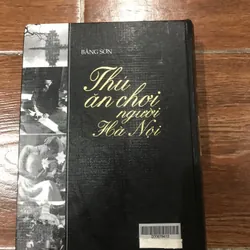 BĂNG SƠN
Thú
ăn chơi
người
Hà Nội